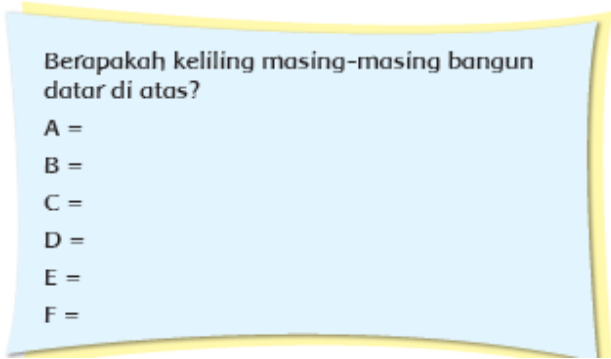 Berapakah keliling masing-masing bangun
datar di atas?
A =
B =
C =
D =
E =
F =